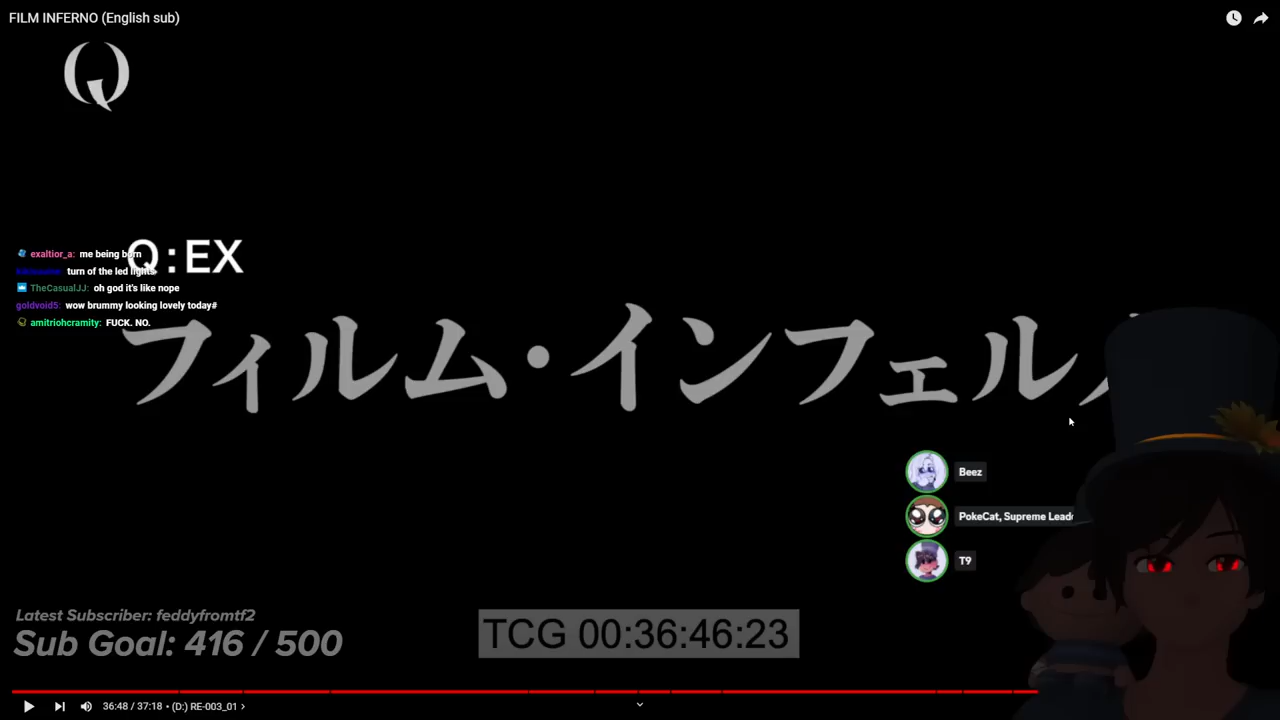 FILM INFERNO (English sub)
Q
Q:EX
exaltior_a: me being born
turn of the led lights
TheCasualJJ: oh god it's like nope
goldvoid5: wow brummy looking lovely today#
amitriohcramity: FUCK. NO.
フィルム・インフェルノ
Beez
PokeCat, Supreme Leade
T9
Latest Subscriber: feddyfromtf2
Sub Goal: 416 / 500
TCG 00:36:46:23
36:48 / 37:18 • (D:) RE-003_01 >